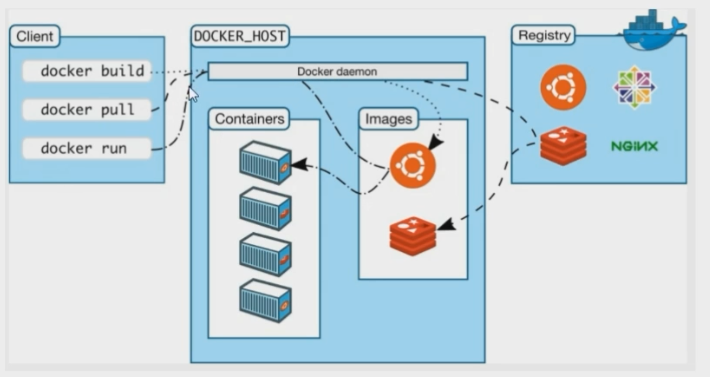 Client
docker build
docker pull
docker run
DOCKER_HOST
Docker daemon
Containers
Images
Registry
NGINX